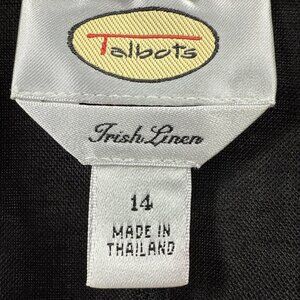 Talbots
Irish Linen
14
MADE IN
THAILAND